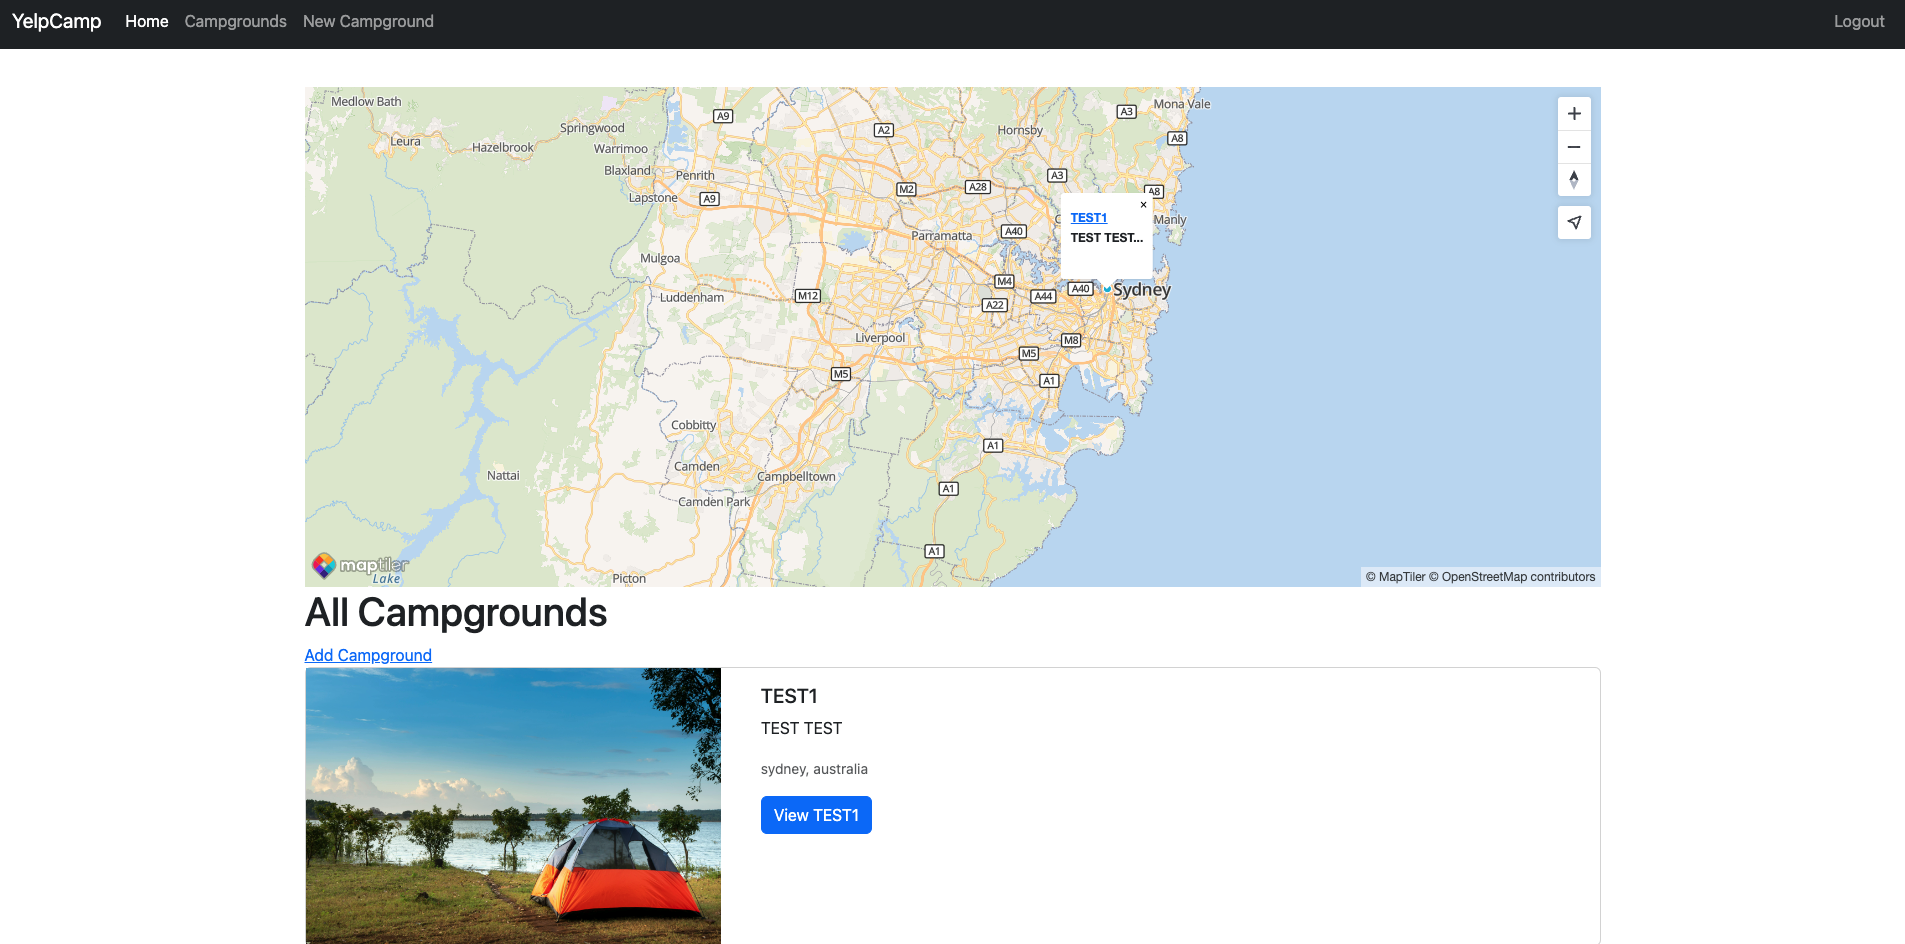 YelpCamp Home Campgrounds New Campground Logout
Medlow Bath
A9
A3
Mona Vale
+
Springwood
A2
Hornsby
A8
Leura
Hazelbrook
Warrimoo
−
Blaxland
Penrith
A3
Lapstone
A9
M2
A28
A8
×
TEST1
Manly
TEST TEST...
Parramatta
A40
Mulgoa
M4
Luddenham
M12
A22
A44
A40
Sydney
Liverpool
M8
M5
M5
A1
Cobbitty
A1
Camden
Nattai
Campbelltown
A1
Camden Park
A1
maptiler
Lake
Picton
© MapTiler © OpenStreetMap contributors
All Campgrounds
Add Campground
TEST1
TEST TEST
sydney, australia
View TEST1